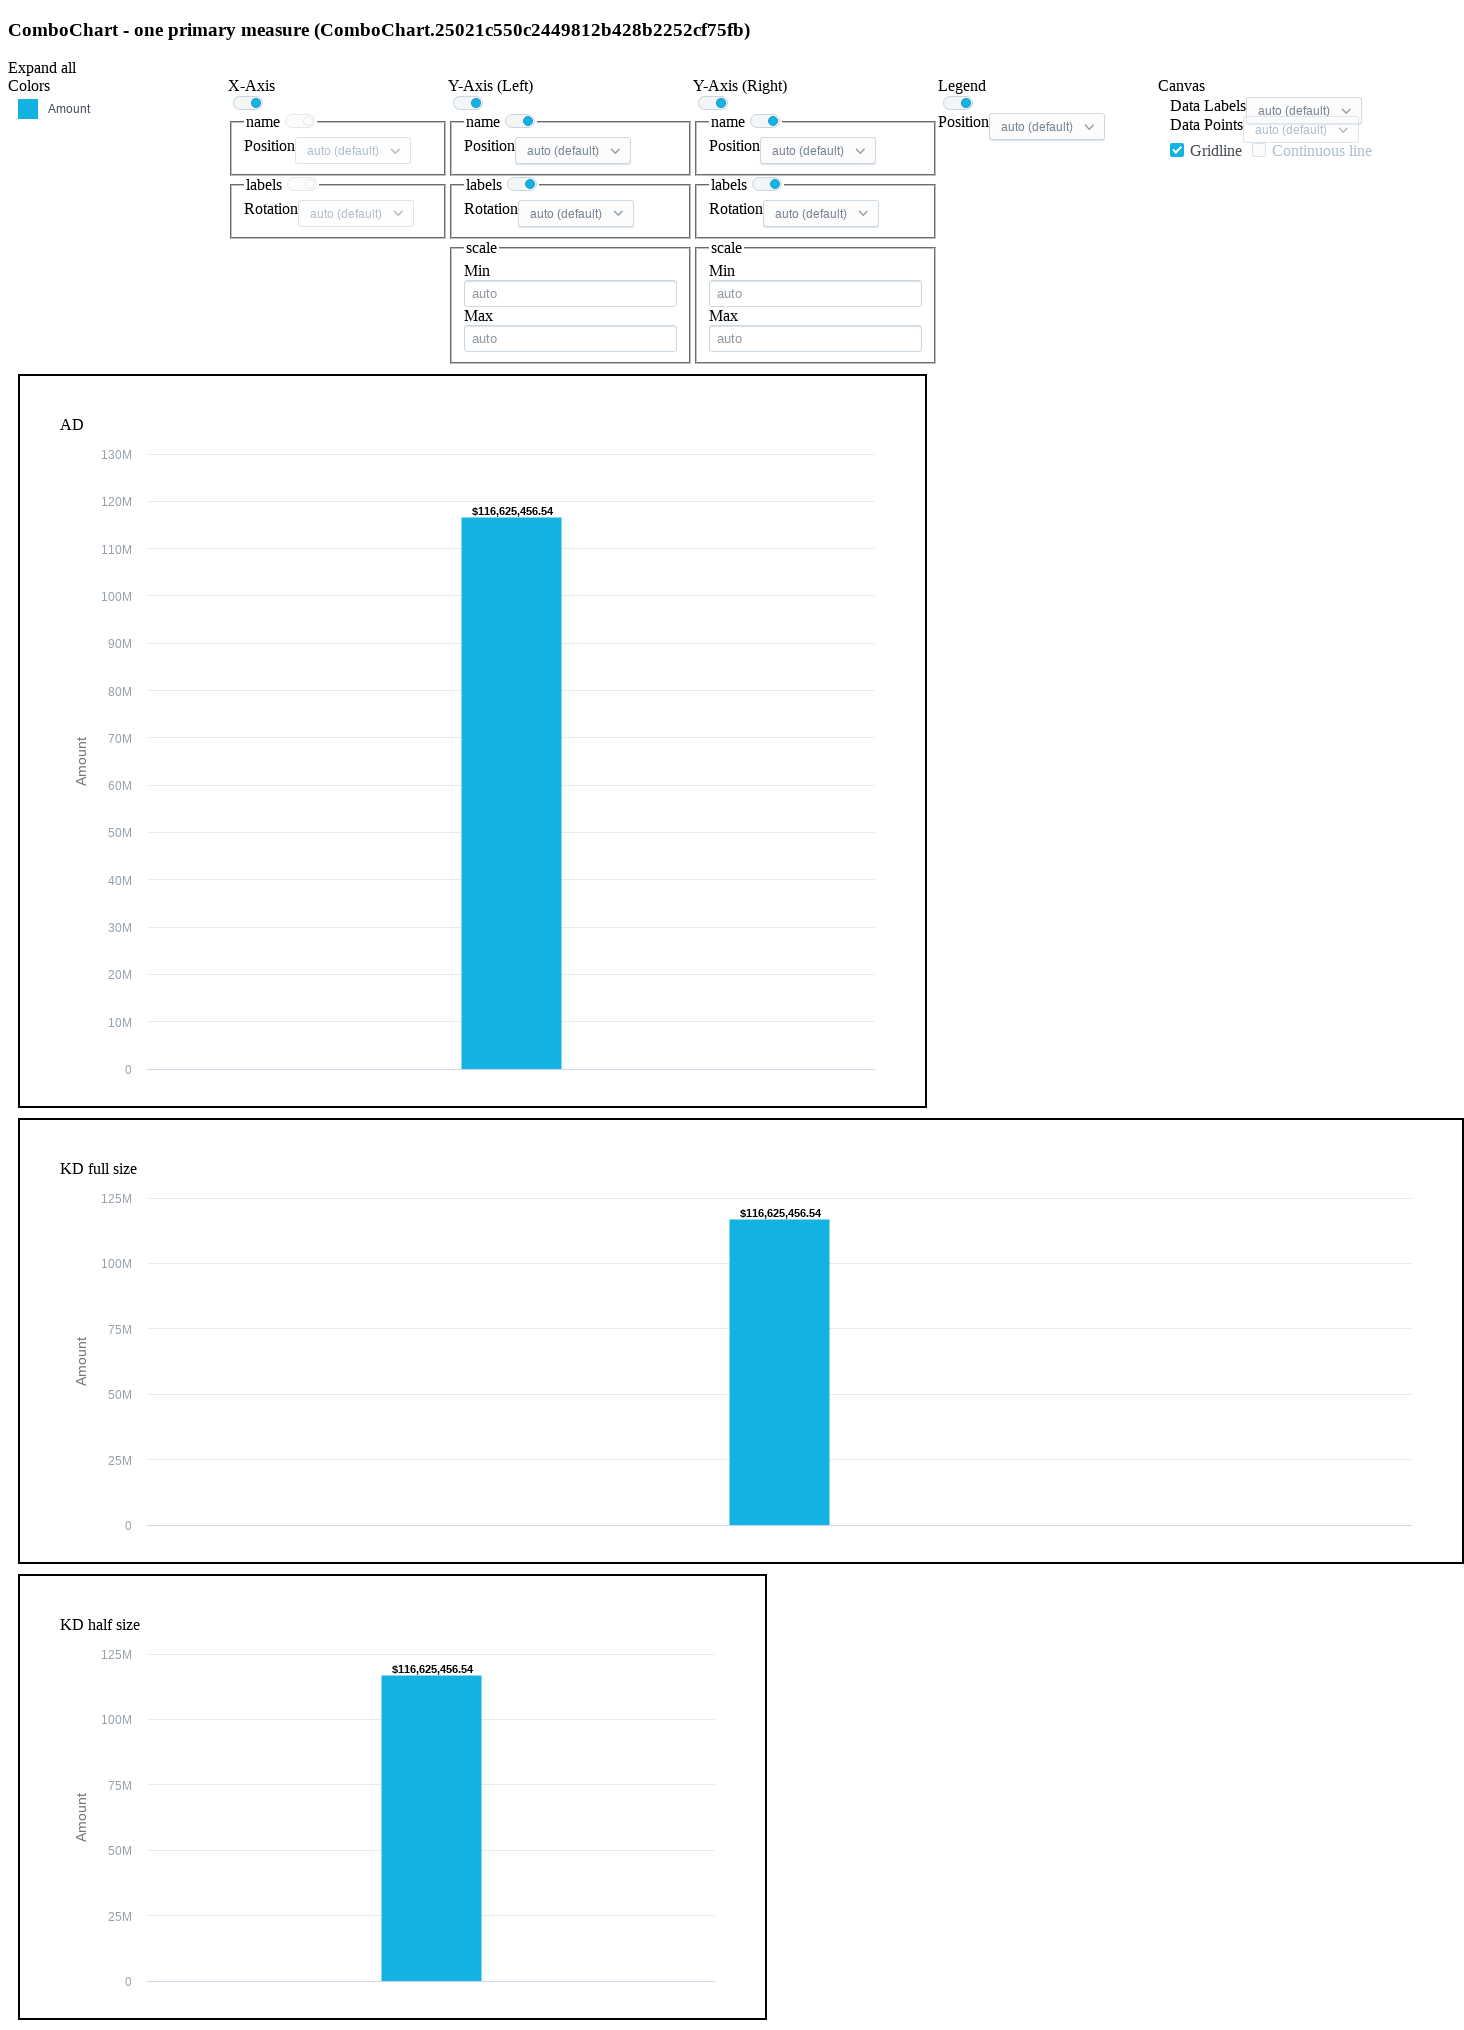 ComboChart - one primary measure (ComboChart.25021c550c2449812b428b2252cf75fb)
Expand all
Colors
Amount
X-Axis
name
Position auto (default)
labels
Rotation auto (default)
Y-Axis (Left)
name
Position auto (default)
labels
Rotation auto (default)
scale
Min
auto
Max
auto
Y-Axis (Right)
name
Position auto (default)
labels
Rotation auto (default)
scale
Min
auto
Max
auto
Legend
Position auto (default)
Canvas
Data Labels auto (default)
Data Points auto (default)
Gridline Continuous line
AD
130M
120M
$116,625,456.54
110M
100M
90M
80M
70M
Amount
60M
50M
40M
30M
20M
10M
0
KD full size
125M
$116,625,456.54
100M
75M
Amount
50M
25M
0
KD half size
125M
$116,625,456.54
100M
75M
Amount
50M
25M
0